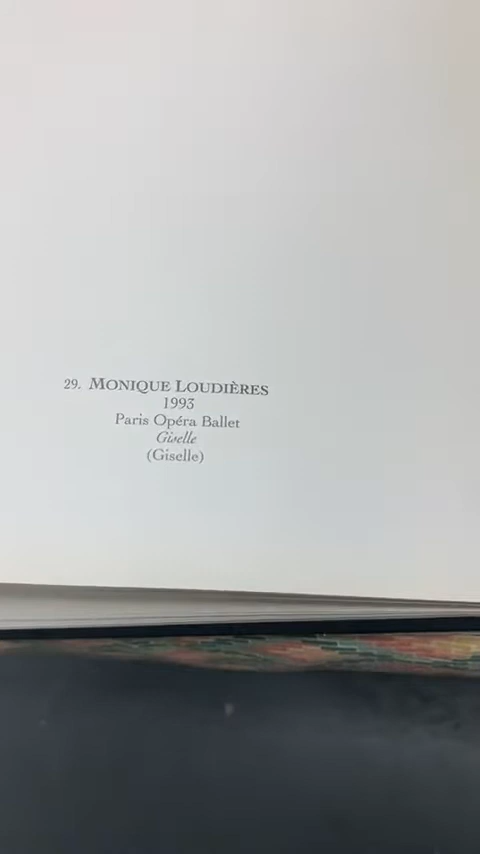 29. MONIQUE LOUDIÈRES
1993
Paris Opéra Ballet
Giselle
(Giselle)